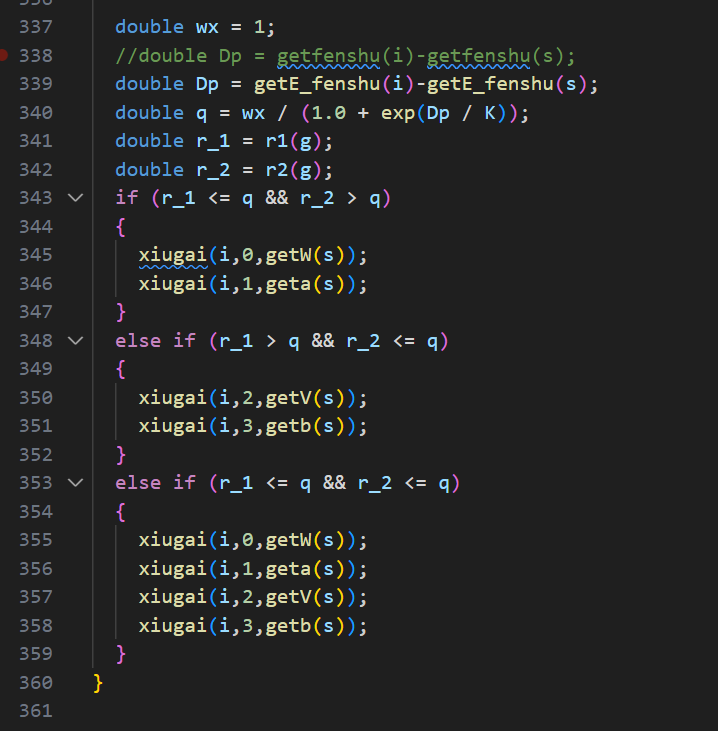 337 double wx = 1;
338 //double Dp = getfenshu(i)-getfenshu(s);
339 double Dp = getE_fenshu(i)-getE_fenshu(s);
340 double q = wx / (1.0 + exp(Dp / K));
341 double r_1 = r1(g);
342 double r_2 = r2(g);
343 if (r_1 <= q && r_2 > q)
344 {
345 xiugai(i,0,getW(s));
346 xiugai(i,1,geta(s));
347 }
348 else if (r_1 > q && r_2 <= q)
349 {
350 xiugai(i,2,getV(s));
351 xiugai(i,3,getb(s));
352 }
353 else if (r_1 <= q && r_2 <= q)
354 {
355 xiugai(i,0,getW(s));
356 xiugai(i,1,geta(s));
357 xiugai(i,2,getV(s));
358 xiugai(i,3,getb(s));
359 }
360 }
361